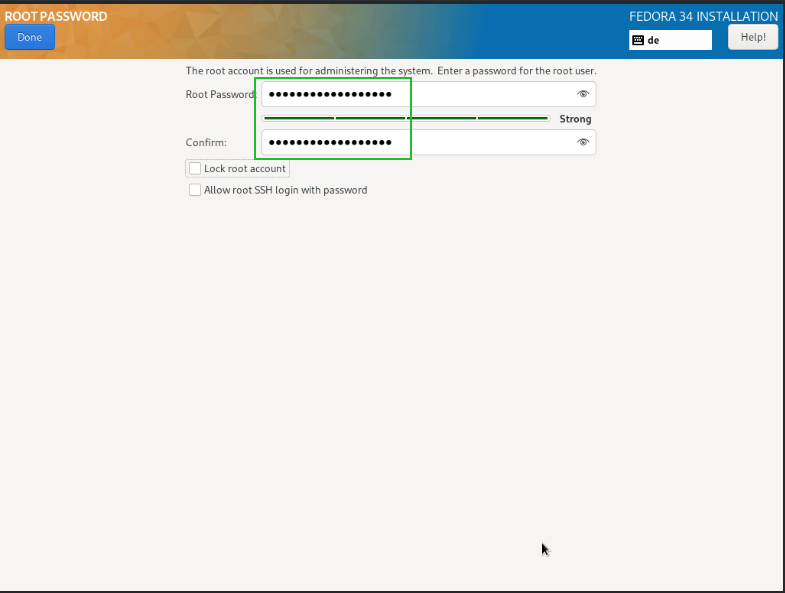 ROOT PASSWORD
FEDORA 34 INSTALLATION
Done
de
Help!
The root account is used for administering the system. Enter a password for the root user.
Root Password:
●●●●●●●●●●●●●●●●●●
Strong
Confirm:
●●●●●●●●●●●●●●●●●●
Lock root account
Allow root SSH login with password